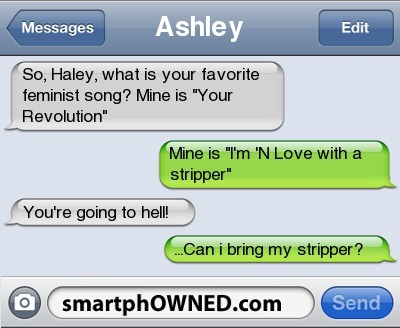 Messages Ashley Edit
So, Haley, what is your favorite
feminist song? Mine is "Your
Revolution"
Mine is "I'm 'N Love with a
stripper"
You're going to hell!
...Can i bring my stripper?
smartphOWNED.com Send